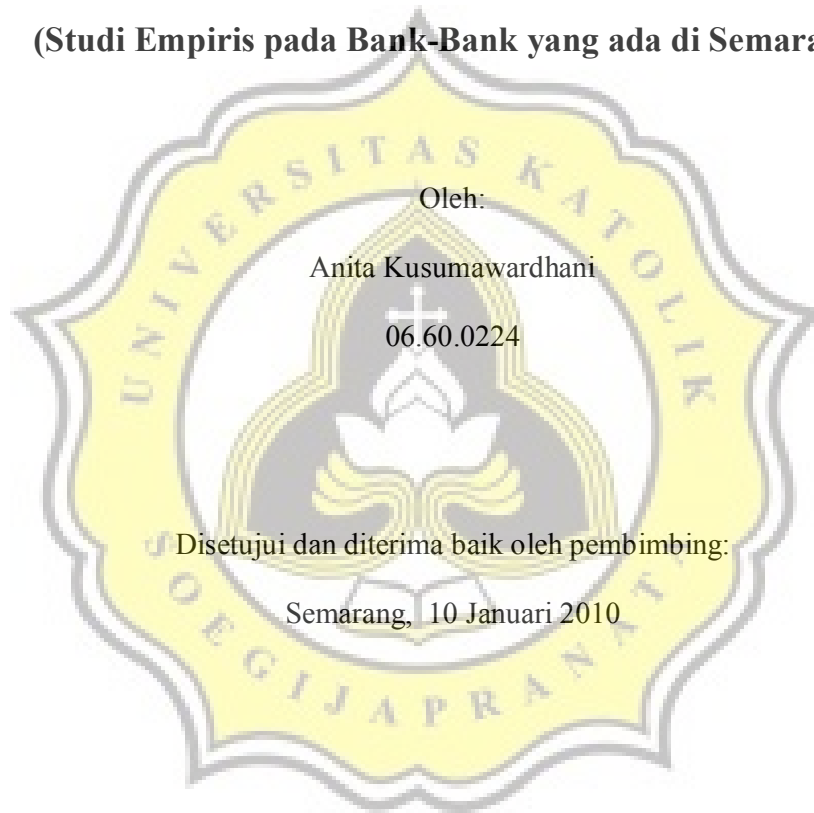 (Studi Empiris pada Bank-Bank yang ada di Semara
UNIVERSITAS KATOLIK
Oleh:
Anita Kusumawardhani
06.60.0224
Disetujui dan diterima baik oleh pembimbing:
Semarang, 10 Januari 2010
SOEGIJAPRANATA